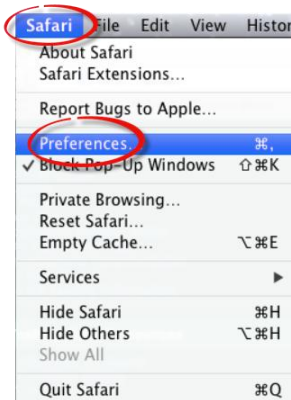 Safari File Edit View Histor
About Safari
Safari Extensions...
Report Bugs to Apple...
Preferences. ⌘,
✓ Block Pop-Up Windows ⇧⌘K
Private Browsing...
Reset Safari...
Empty Cache... ⌥⌘E
Services ▶
Hide Safari ⌘H
Hide Others ⌥⌘H
Show All
Quit Safari ⌘Q